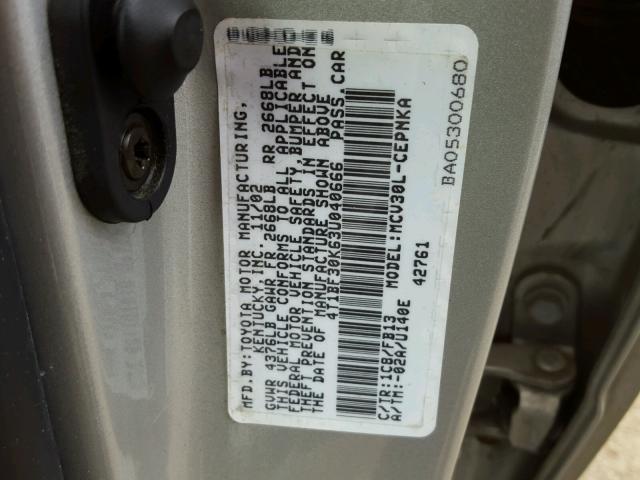 MFD.BY:TOYOTA MOTOR MANUFACTURING,
KENTUCKY, INC. 11/02
GVWR 4376LB GAWR FR 2668LB RR 2668LB
THIS VEHICLE CONFORMS TO ALL APPLICABLE
FEDERAL MOTOR VEHICLE SAFETY, BUMPER AND
THEFT PREVENTION STANDARDS IN EFFECT ON
THE DATE OF MANUFACTURE SHOWN ABOVE.
4T1BF30K63U040666 PASS.CAR
MODEL:MCV30L-CEPNKA
C/TR:1C8/FB13
A/TM:-02A/U140E 42761
BA05300680